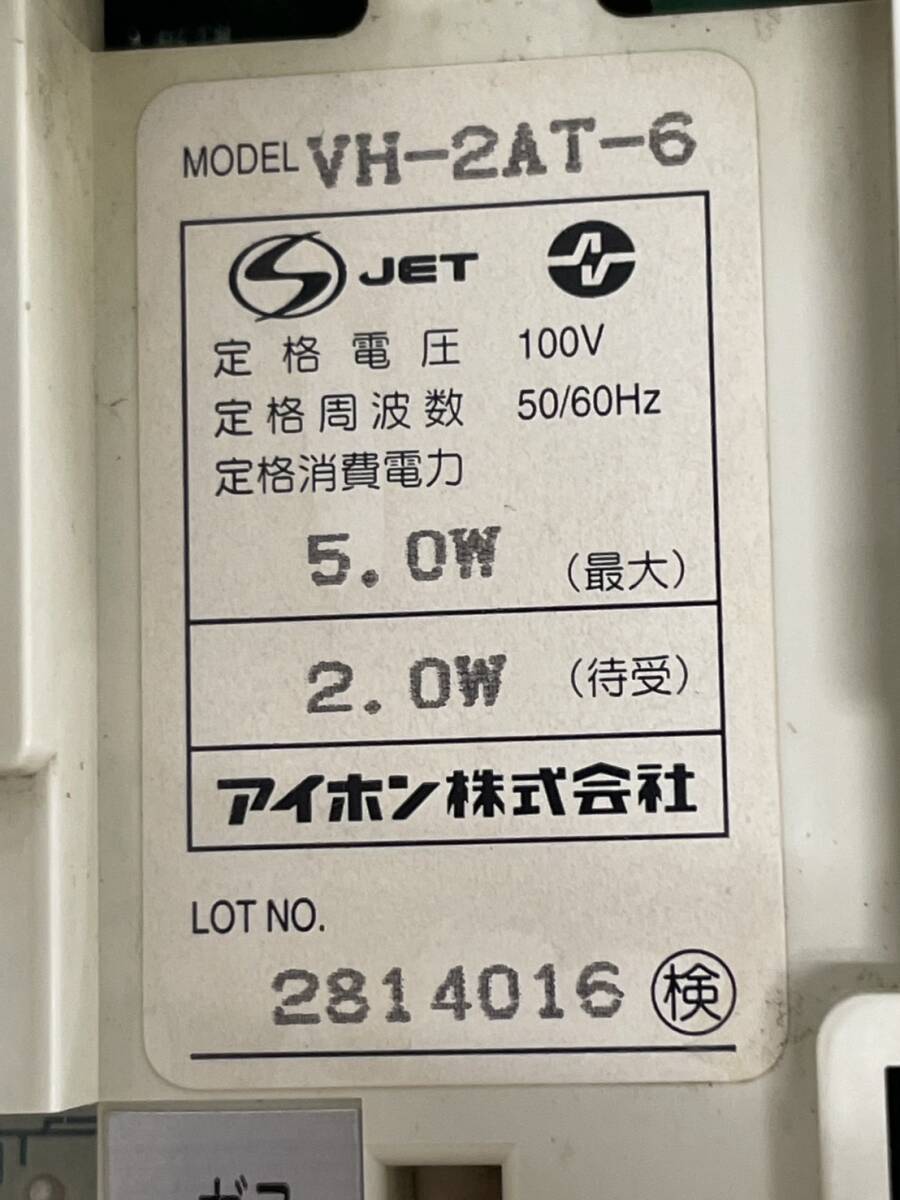 MODEL VH-2AT-6
JET
定格電圧 100V
定格周波数 50/60Hz
定格消費電力
5.0W (最大)
2.0W (待受)
アイホン株式会社
LOT NO.
2814016 検